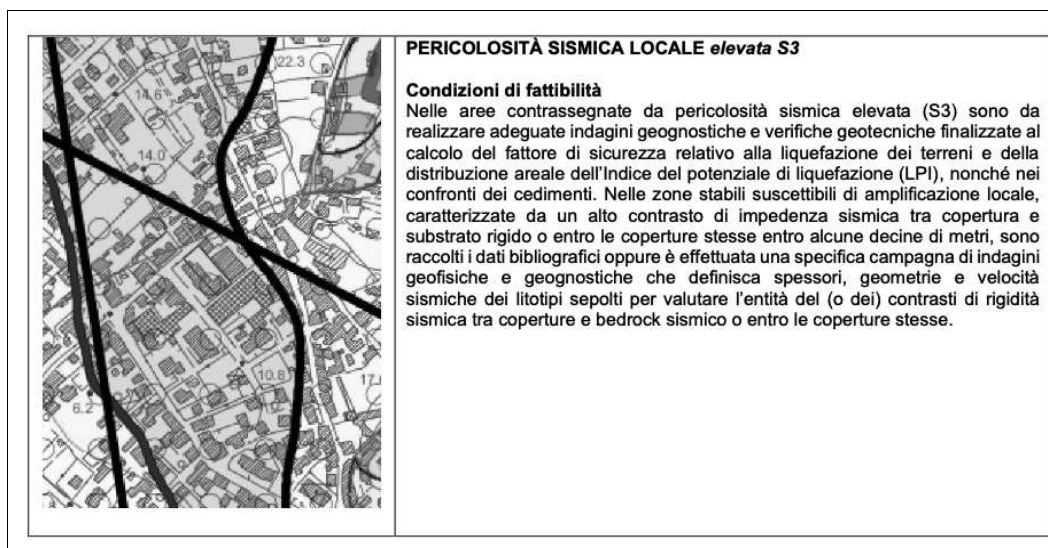 PERICOLOSITÀ SISMICA LOCALE elevata S3
Condizioni di fattibilità
Nelle aree contrassegnate da pericolosità sismica elevata (S3) sono da
realizzare adeguate indagini geognostiche e verifiche geotecniche finalizzate al
calcolo del fattore di sicurezza relativo alla liquefazione dei terreni e della
distribuzione areale dell'Indice del potenziale di liquefazione (LPI), nonché nei
confronti dei cedimenti. Nelle zone stabili suscettibili di amplificazione locale,
caratterizzate da un alto contrasto di impedenza sismica tra copertura e
substrato rigido o entro le coperture stesse entro alcune decine di metri, sono
raccolti i dati bibliografici oppure è effettuata una specifica campagna di indagini
geofisiche e geognostiche che definisca spessori, geometrie e velocità
sismiche dei litotipi sepolti per valutare l'entità del (o dei) contrasti di rigidità
sismica tra coperture e bedrock sismico o entro le coperture stesse.
22.3
14.6
14.0
10.8
6.2